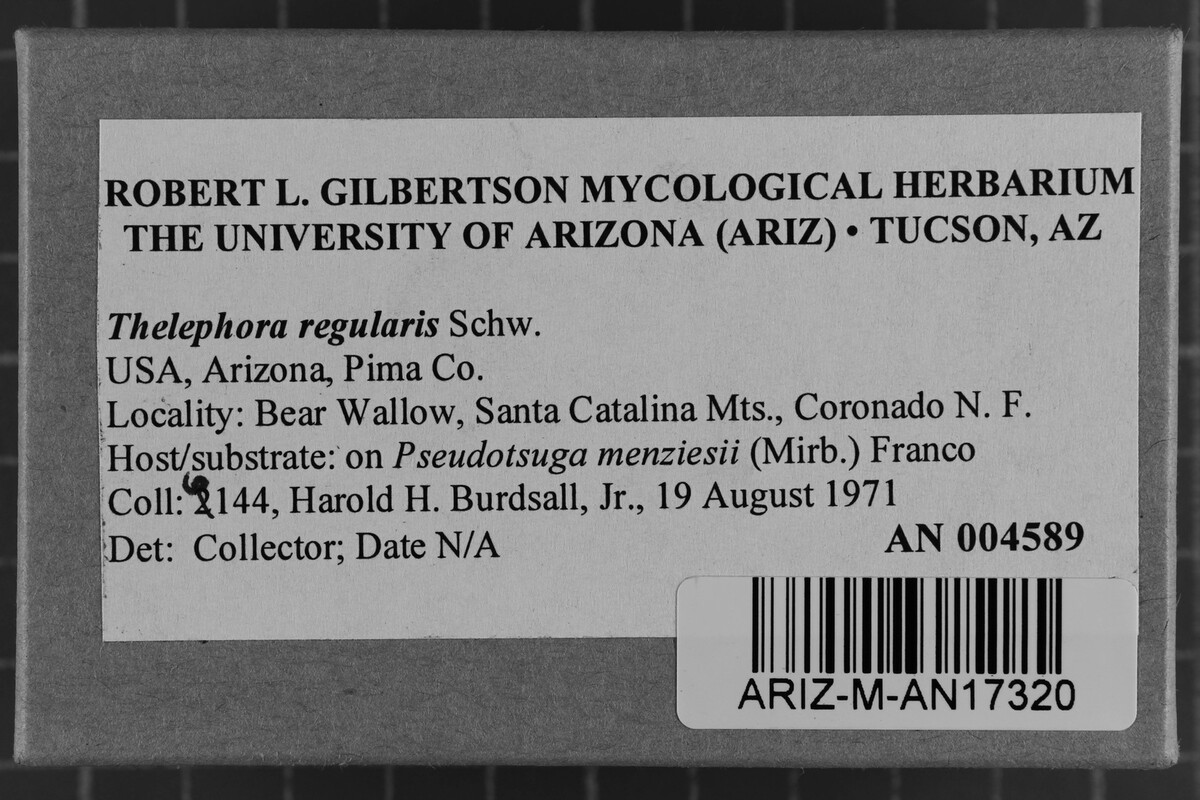 ROBERT L. GILBERTSON MYCOLOGICAL HERBARIUM
THE UNIVERSITY OF ARIZONA (ARIZ) • TUCSON, AZ
Thelephora regularis Schw.
USA, Arizona, Pima Co.
Locality: Bear Wallow, Santa Catalina Mts., Coronado N. F.
Host/substrate: on Pseudotsuga menziesii (Mirb.) Franco
Coll: 144, Harold H. Burdsall, Jr., 19 August 1971
Det: Collector; Date N/A
AN 004589
ARIZ-M-AN17320